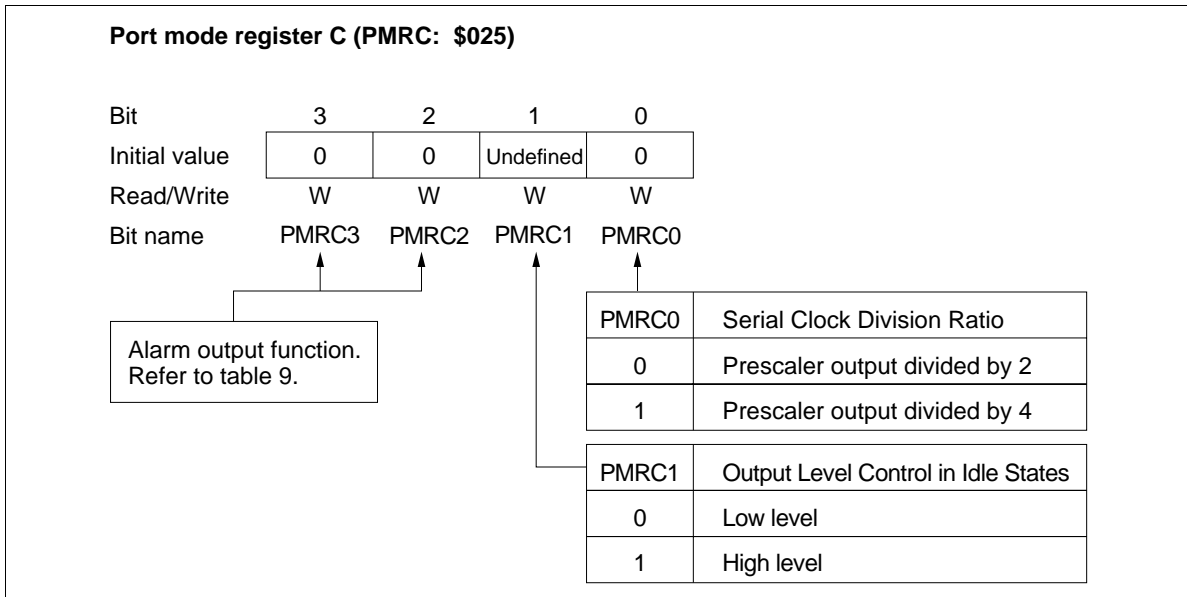 Port mode register C (PMRC: $025)
Bit 3 2 1 0
Initial value 0 0 Undefined 0
Read/Write W W W W
Bit name PMRC3 PMRC2 PMRC1 PMRC0
Alarm output function.
Refer to table 9.
PMRC0 Serial Clock Division Ratio
0 Prescaler output divided by 2
1 Prescaler output divided by 4
PMRC1 Output Level Control in Idle States
0 Low level
1 High level